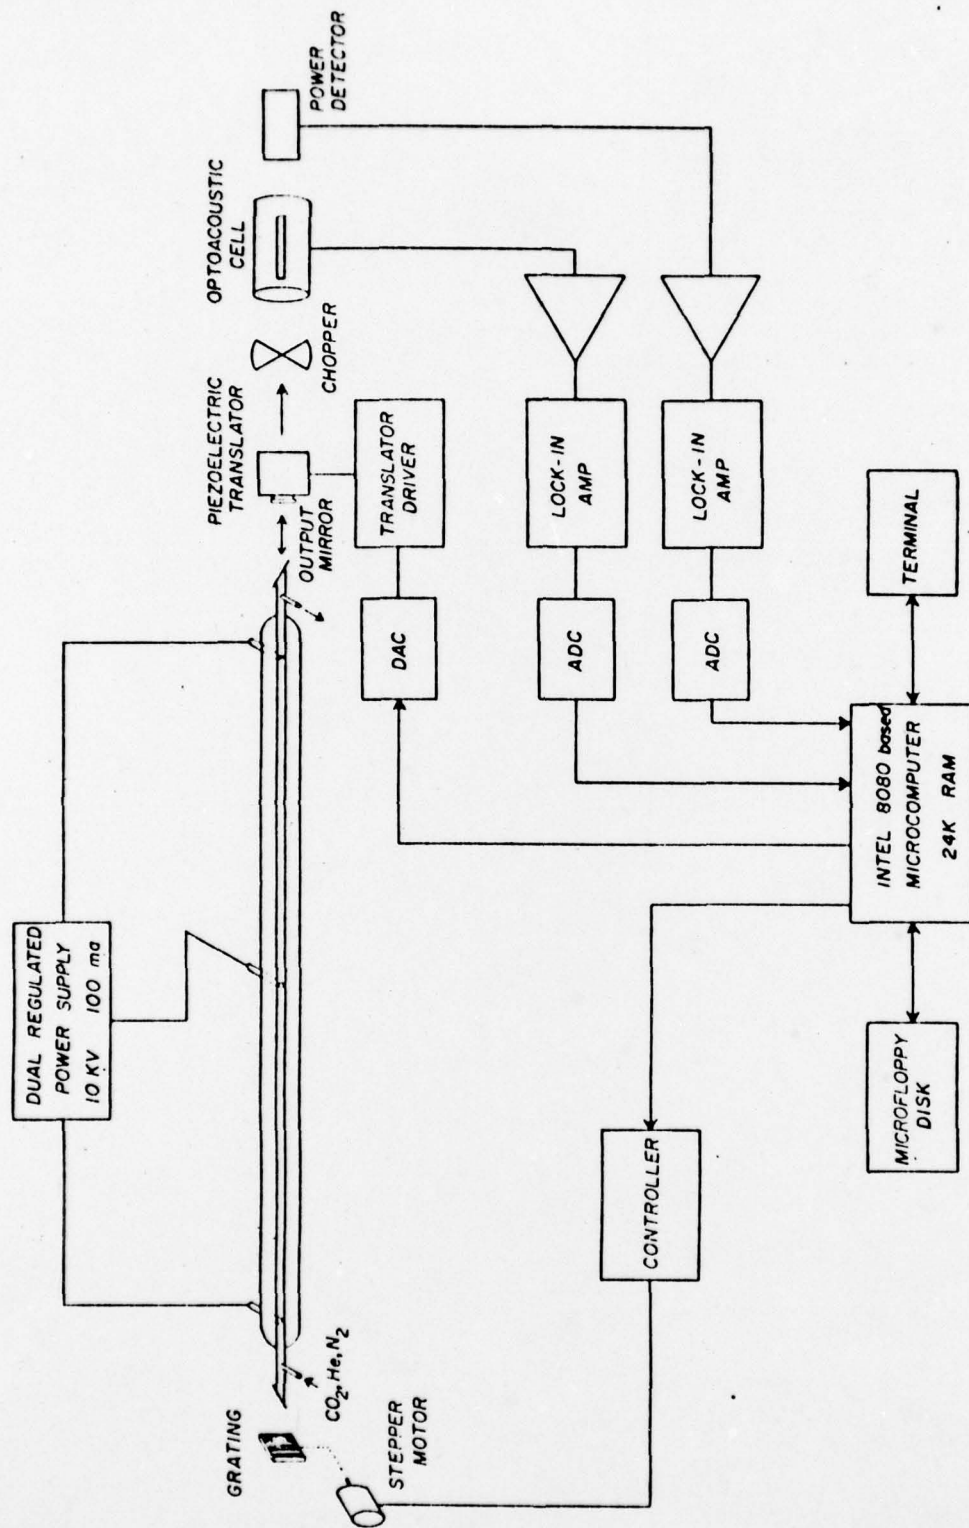 DUAL REGULATED
POWER SUPPLY
10 KV 100 ma
GRATING
CO2,He,N2
STEPPER
MOTOR
OUTPUT
MIRROR
PIEZOELECTRIC
TRANSLATOR
CHOPPER
OPTOACOUSTIC
CELL
POWER
DETECTOR
TRANSLATOR
DRIVER
DAC
LOCK-IN
AMP
ADC
LOCK-IN
AMP
ADC
CONTROLLER
MICROFLOPPY
DISK
INTEL 8080 based
MICROCOMPUTER
24K RAM
TERMINAL